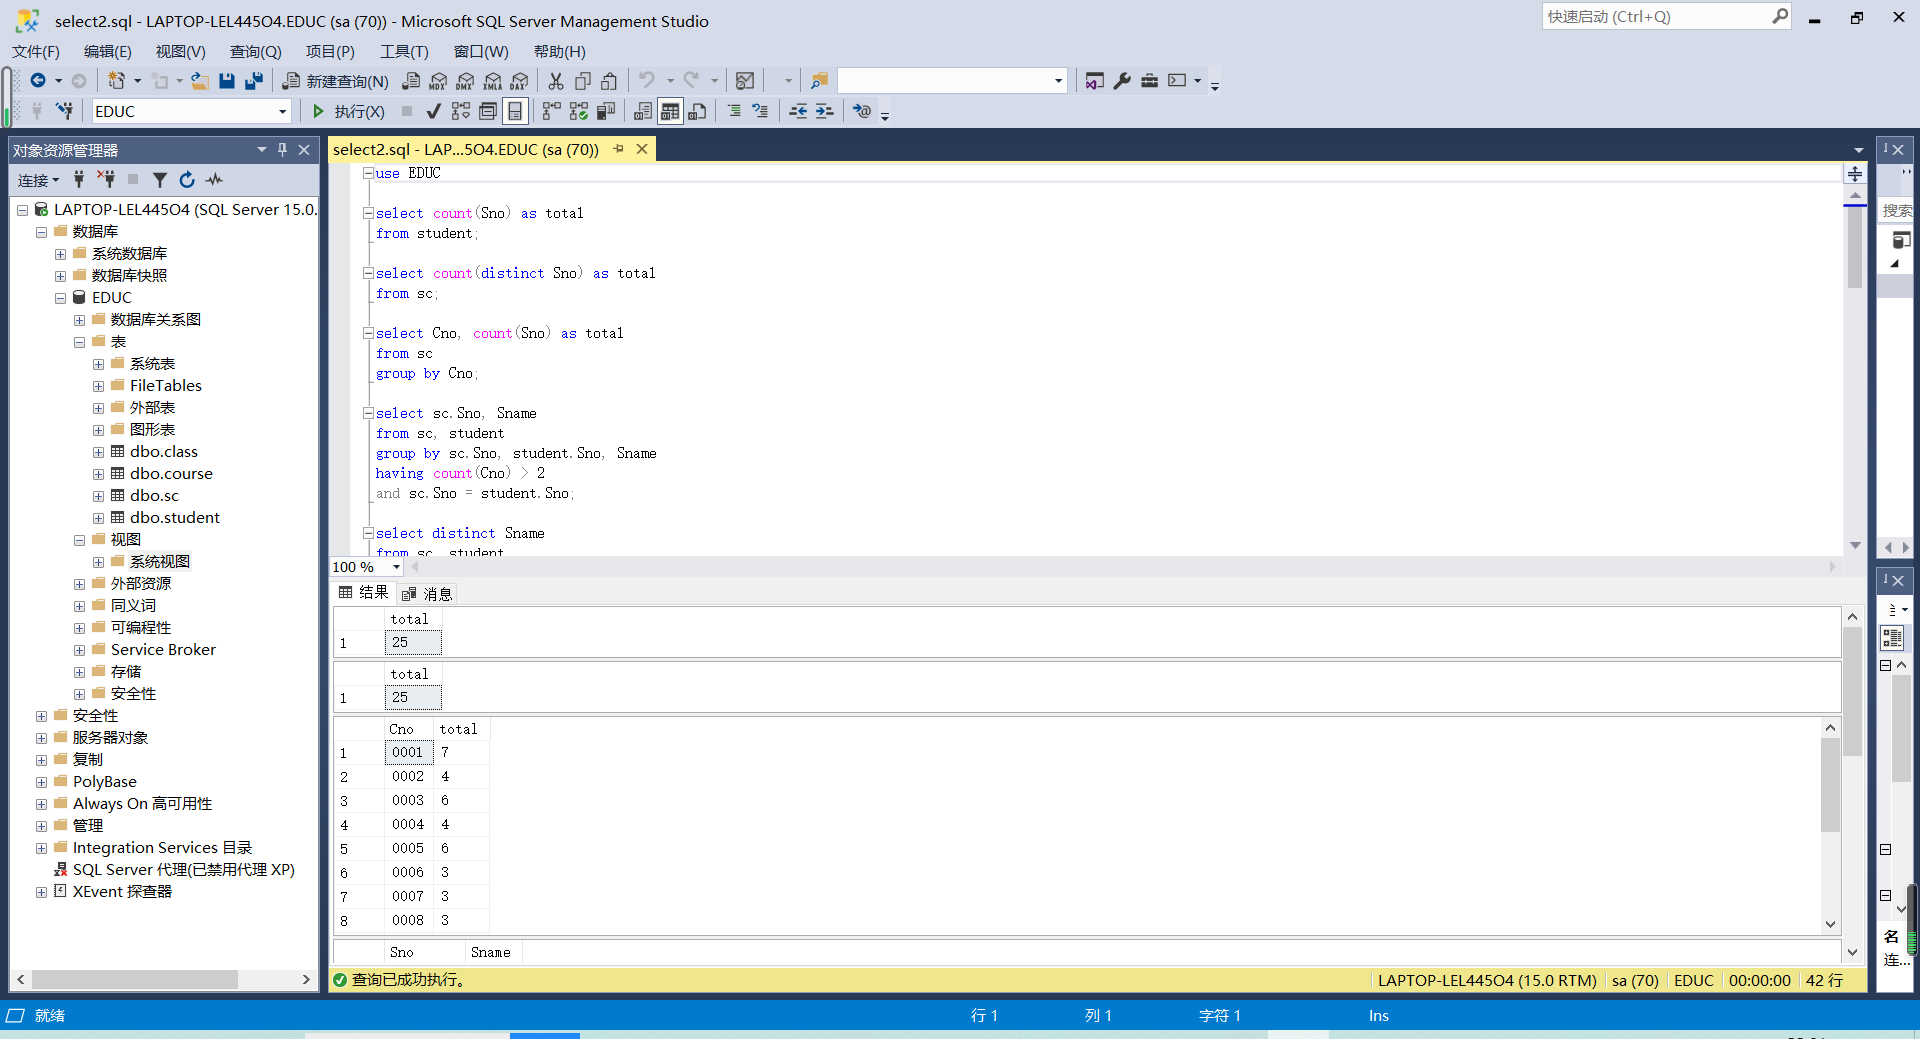 select2.sql - LAPTOP-LEL445O4.EDUC (sa (70)) - Microsoft SQL Server Management Studio
快速启动 (Ctrl+Q)
文件(F) 编辑(E) 视图(V) 查询(Q) 项目(P) 工具(T) 窗口(W) 帮助(H)
新建查询(N) MDX DMX XMLA DAX
EDUC 执行(X)
对象资源管理器
连接
LAPTOP-LEL445O4 (SQL Server 15.0.
数据库
系统数据库
数据库快照
EDUC
数据库关系图
表
系统表
FileTables
外部表
图形表
dbo.class
dbo.course
dbo.sc
dbo.student
视图
系统视图
外部资源
同义词
可编程性
Service Broker
存储
安全性
安全性
服务器对象
复制
PolyBase
Always On 高可用性
管理
Integration Services 目录
SQL Server 代理(已禁用代理 XP)
XEvent 探查器
select2.sql - LAP...5O4.EDUC (sa (70))
use EDUC
select count(Sno) as total
from student;
select count(distinct Sno) as total
from sc;
select Cno, count(Sno) as total
from sc
group by Cno;
select sc.Sno, Sname
from sc, student
group by sc.Sno, student.Sno, Sname
having count(Cno) > 2
and sc.Sno = student.Sno;
select distinct Sname
from sc, student
100 %
结果 消息
total
1 25
total
1 25
Cno total
1 0001 7
2 0002 4
3 0003 6
4 0004 4
5 0005 6
6 0006 3
7 0007 3
8 0008 3
Sno Sname
查询已成功执行。 LAPTOP-LEL445O4 (15.0 RTM) sa (70) EDUC 00:00:00 42 行
搜索
名
连...
就绪 行 1 列 1 字符 1 Ins